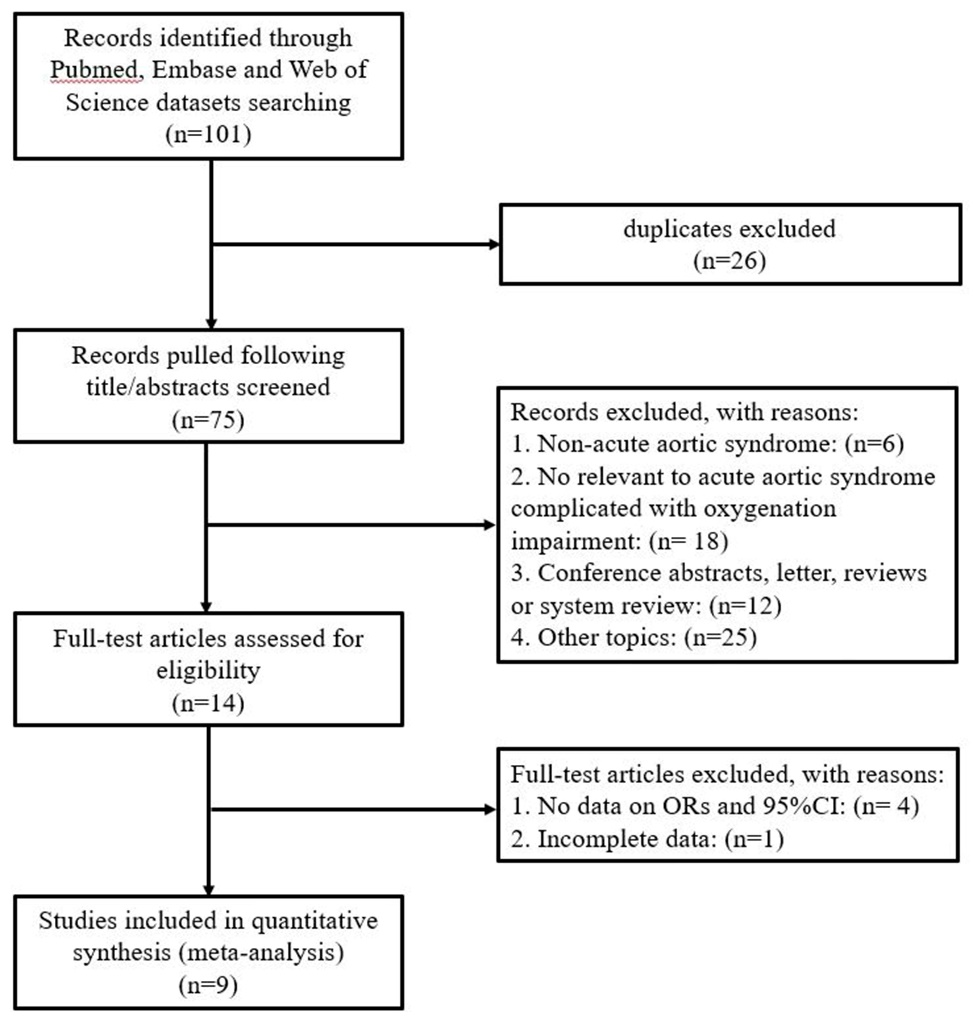 Records identified through
Pubmed, Embase and Web of
Science datasets searching
(n=101)
duplicates excluded
(n=26)
Records pulled following
title/abstracts screened
(n=75)
Records excluded, with reasons:
1. Non-acute aortic syndrome: (n=6)
2. No relevant to acute aortic syndrome
complicated with oxygenation
impairment: (n= 18)
3. Conference abstracts, letter, reviews
or system review: (n=12)
4. Other topics: (n=25)
Full-test articles assessed for
eligibility
(n=14)
Full-test articles excluded, with reasons:
1. No data on ORs and 95%CI: (n= 4)
2. Incomplete data: (n=1)
Studies included in quantitative
synthesis (meta-analysis)
(n=9)